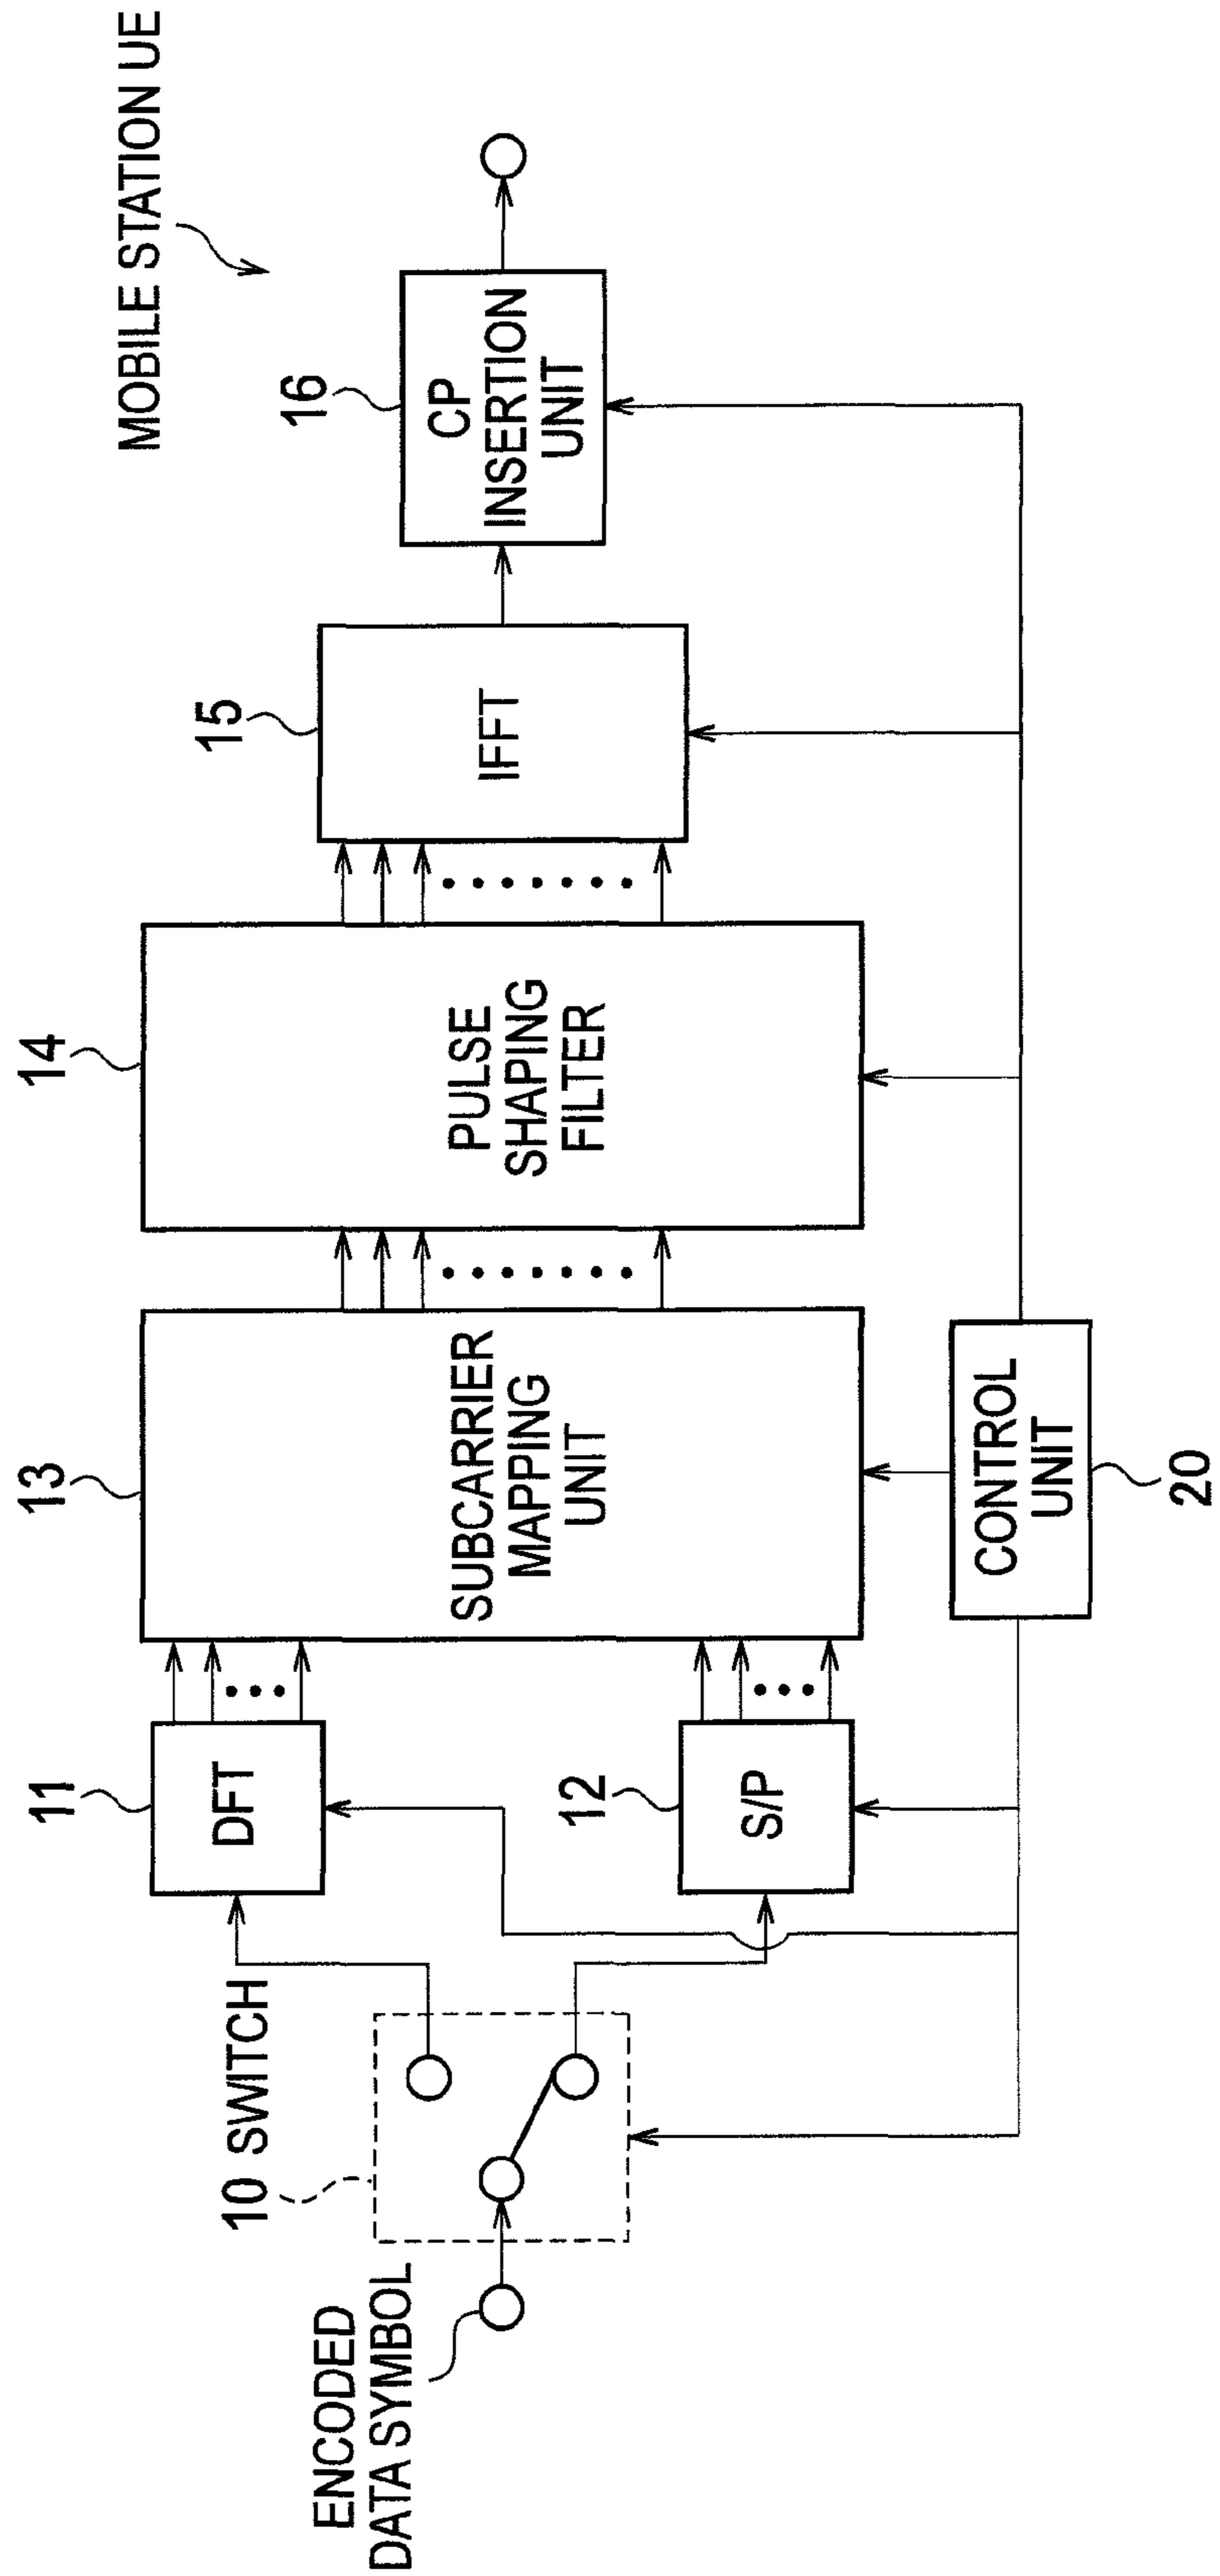 MOBILE STATION UE
13
14
15
16
11
10 SWITCH
12
ENCODED
DATA SYMBOL
DFT
S/P
SUBCARRIER
MAPPING
UNIT
PULSE
SHAPING
FILTER
IFFT
CP
INSERTION
UNIT
CONTROL
UNIT
20